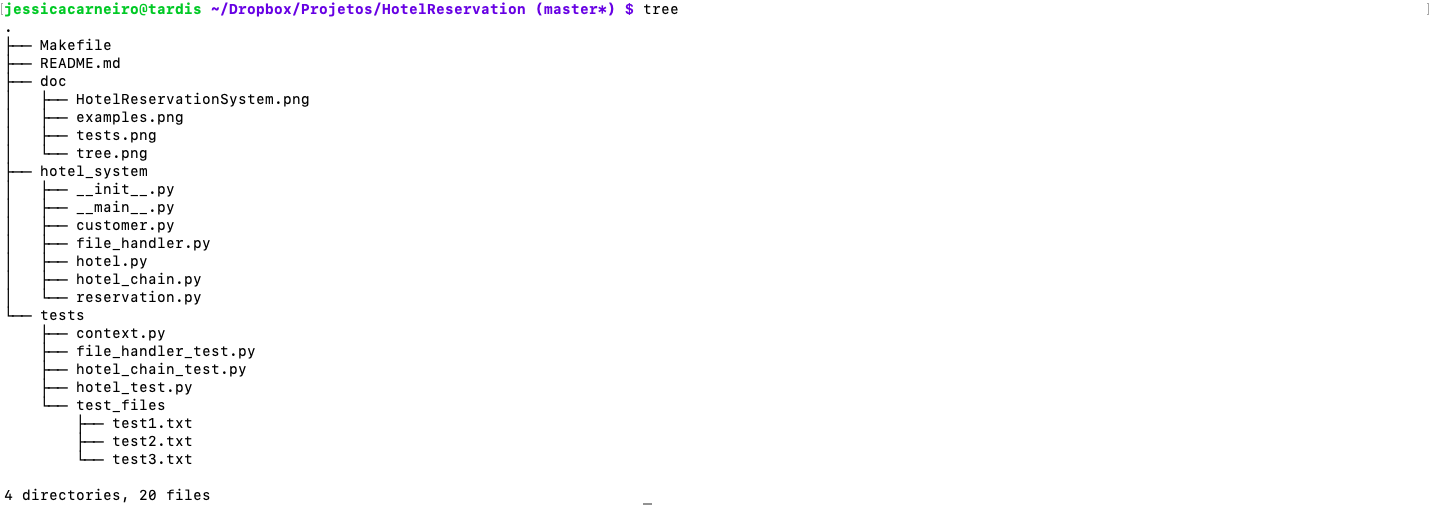 [jessicacarneiro@tardis ~/Dropbox/Projetos/HotelReservation (master*) $ tree ]
.
├── Makefile
├── README.md
├── doc
│   ├── HotelReservationSystem.png
│   ├── examples.png
│   ├── tests.png
│   └── tree.png
├── hotel_system
│   ├── __init__.py
│   ├── __main__.py
│   ├── customer.py
│   ├── file_handler.py
│   ├── hotel.py
│   ├── hotel_chain.py
│   └── reservation.py
└── tests
    ├── context.py
    ├── file_handler_test.py
    ├── hotel_chain_test.py
    ├── hotel_test.py
    └── test_files
        ├── test1.txt
        ├── test2.txt
        └── test3.txt
4 directories, 20 files